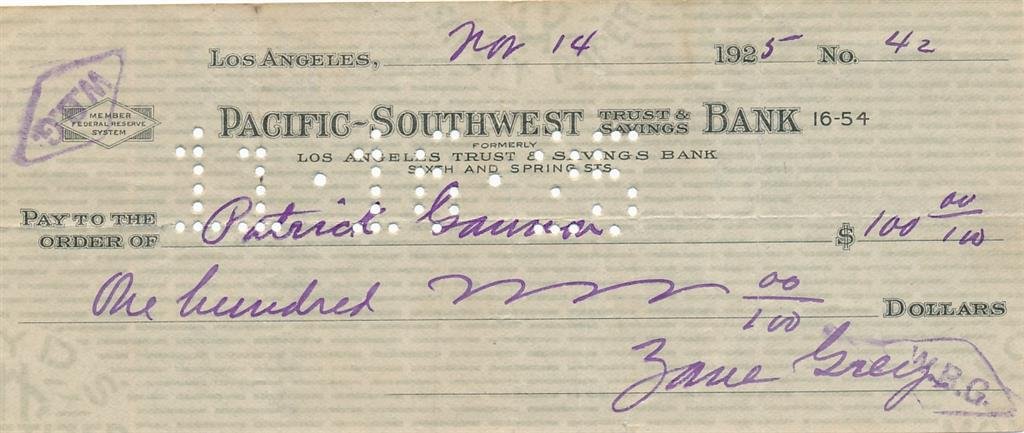 Los Angeles, Nov 14 1925 No. 42
W.B.G.
MEMBER
FEDERAL RESERVE
SYSTEM
PACIFIC-SOUTHWEST TRUST & SAVINGS BANK 16-54
FORMERLY
LOS ANGELES TRUST & SAVINGS BANK
SIXTH AND SPRING STS.
PAY TO THE ORDER OF Patrick $100 00/100
One hundred 00/100 DOLLARS
Zane Grey
W.B.G.